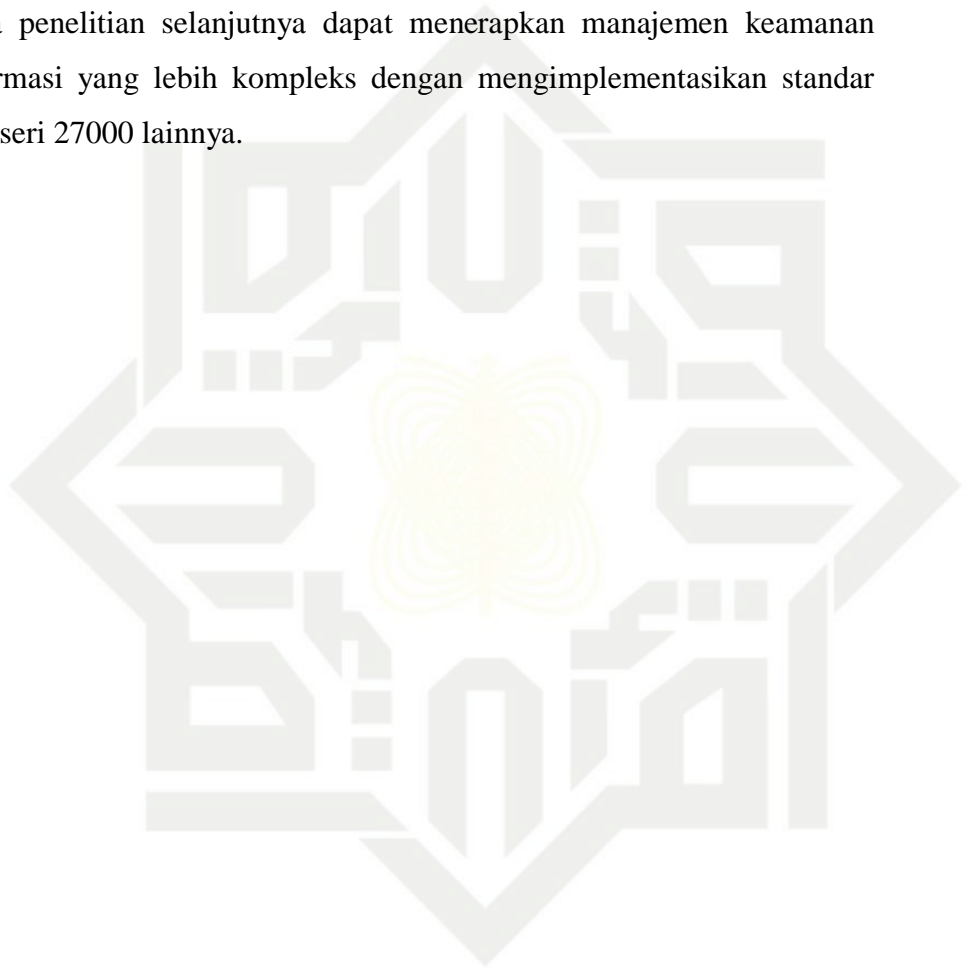 a penelitian selanjutnya dapat menerapkan manajemen keamanan
rmasi yang lebih kompleks dengan mengimplementasikan standar
seri 27000 lainnya.